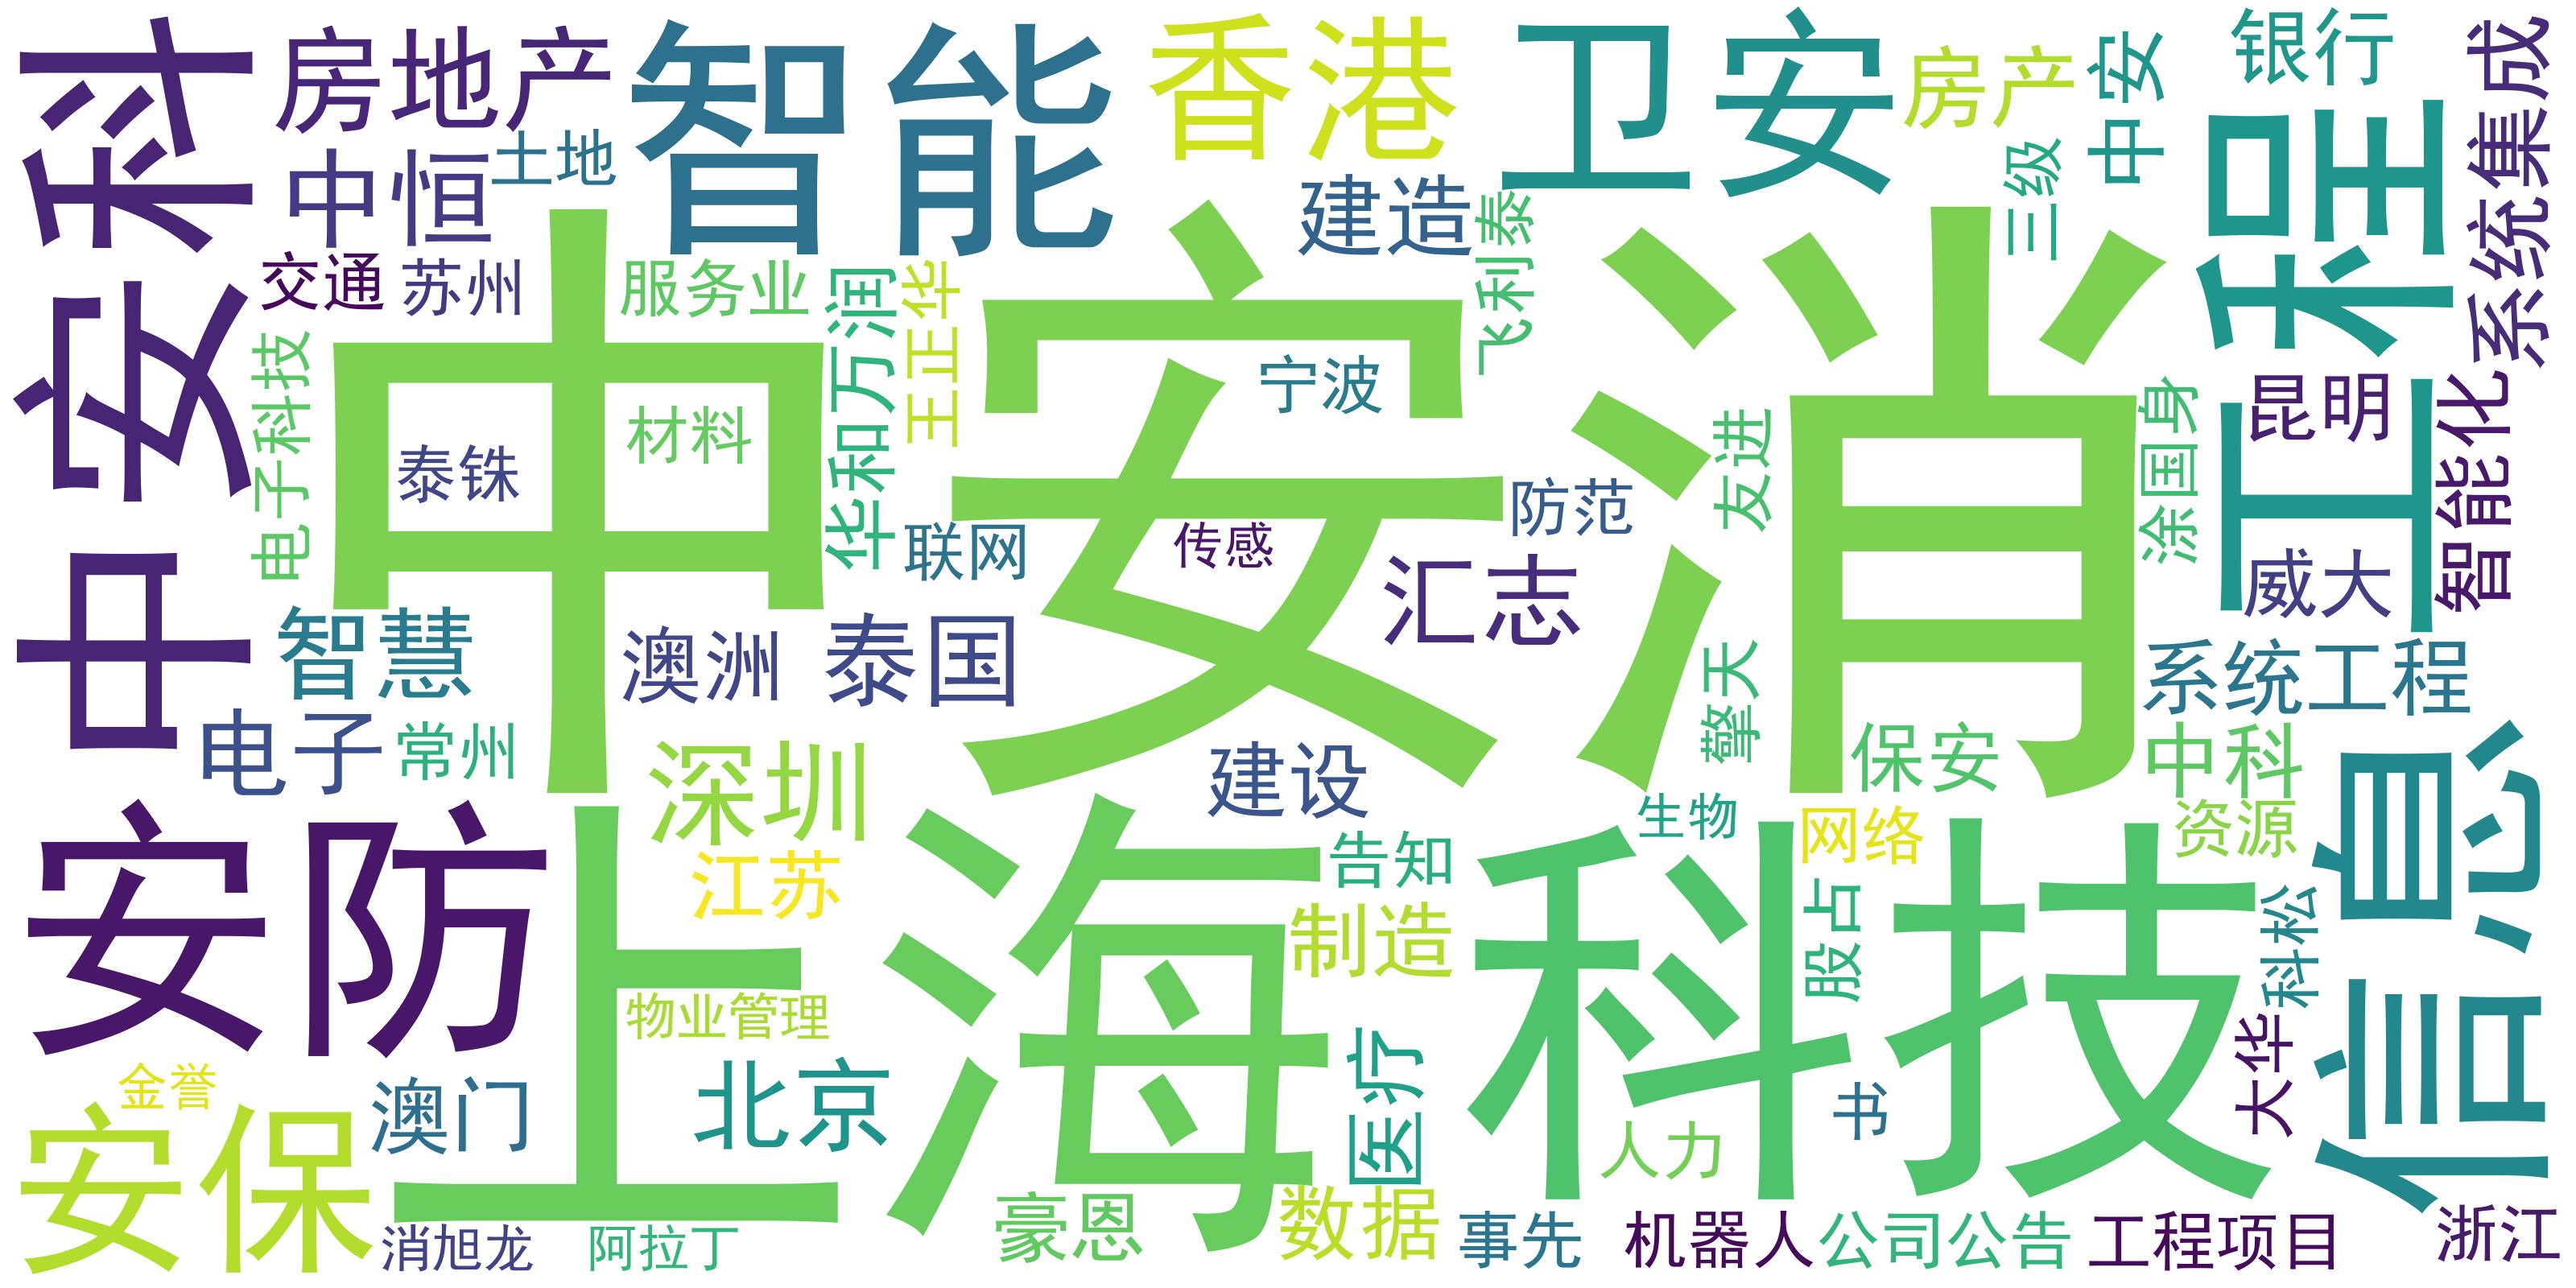 中安消
上海
科技
智能
中安科
安防
工程
信息
卫安
香港
安保
房地产
中恒
土地
建造
房产
中安
银行
系统集成
三级
飞利泰
交通
苏州
服务业
华和万润
王正华
电子科技
泰铢
材料
宁波
防范
友进
涂国身
昆明
智能化
威大
联网
传感
汇志
智慧
澳洲
泰国
擎天
系统工程
电子
常州
深圳
建设
保安
中科
江苏
告知
生物
网络
资源
制造
股占
科松
物业管理
金誉
澳门
北京
医疗
书
大华
人力
消旭龙
阿拉丁
豪恩
数据
事先
机器人
公司公告
工程项目
浙江